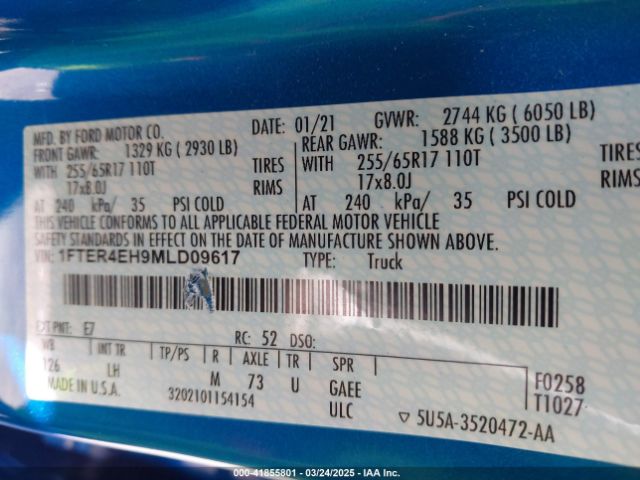 MFD. BY FORD MOTOR CO.
DATE: 01/21 GVWR: 2744 KG ( 6050 LB)
FRONT GAWR: 1329 KG ( 2930 LB) REAR GAWR: 1588 KG ( 3500 LB)
WITH 255/65R17 110T TIRES WITH 255/65R17 110T TIRES
17x8.0J RIMS 17x8.0J RIMS
AT 240 kPa/ 35 PSI COLD AT 240 kPa/ 35 PSI COLD
THIS VEHICLE CONFORMS TO ALL APPLICABLE FEDERAL MOTOR VEHICLE
SAFETY STANDARDS IN EFFECT ON THE DATE OF MANUFACTURE SHOWN ABOVE.
VIN: 1FTER4EH9MLD09617 TYPE: Truck
EXT PNT: E7 RC: 52 DSO:
WB INT TR TP/PS R AXLE TR SPR
126 LH M 73 U GAEE F0258
MADE IN U.S.A. 3202101154154 ULC T1027
5U5A-3520472-AA
000-41855801 - 03/24/2025 - IAA Inc.